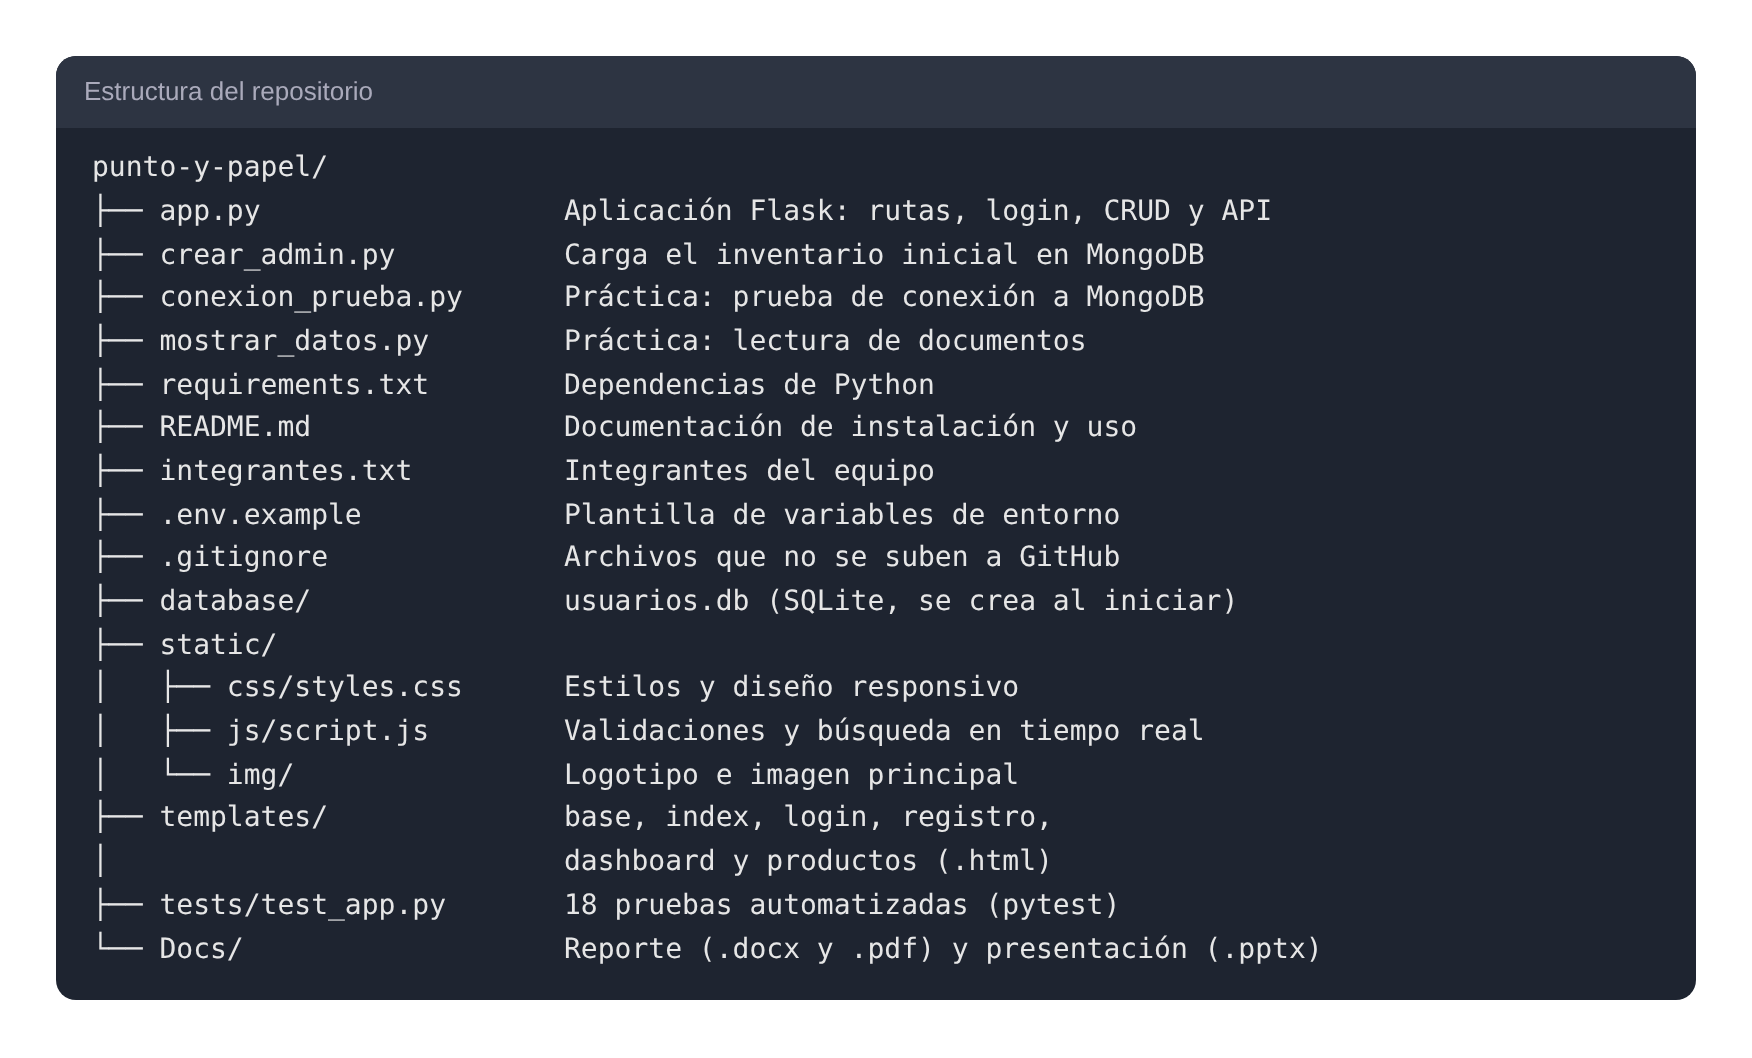 Estructura del repositorio
punto-y-papel/
├── app.py                  Aplicación Flask: rutas, login, CRUD y API
├── crear_admin.py          Carga el inventario inicial en MongoDB
├── conexion_prueba.py      Práctica: prueba de conexión a MongoDB
├── mostrar_datos.py        Práctica: lectura de documentos
├── requirements.txt        Dependencias de Python
├── README.md               Documentación de instalación y uso
├── integrantes.txt         Integrantes del equipo
├── .env.example            Plantilla de variables de entorno
├── .gitignore              Archivos que no se suben a GitHub
├── database/               usuarios.db (SQLite, se crea al iniciar)
├── static/
│   ├── css/styles.css      Estilos y diseño responsivo
│   ├── js/script.js        Validaciones y búsqueda en tiempo real
│   └── img/                Logotipo e imagen principal
├── templates/              base, index, login, registro,
│                           dashboard y productos (.html)
├── tests/test_app.py       18 pruebas automatizadas (pytest)
└── Docs/                   Reporte (.docx y .pdf) y presentación (.pptx)